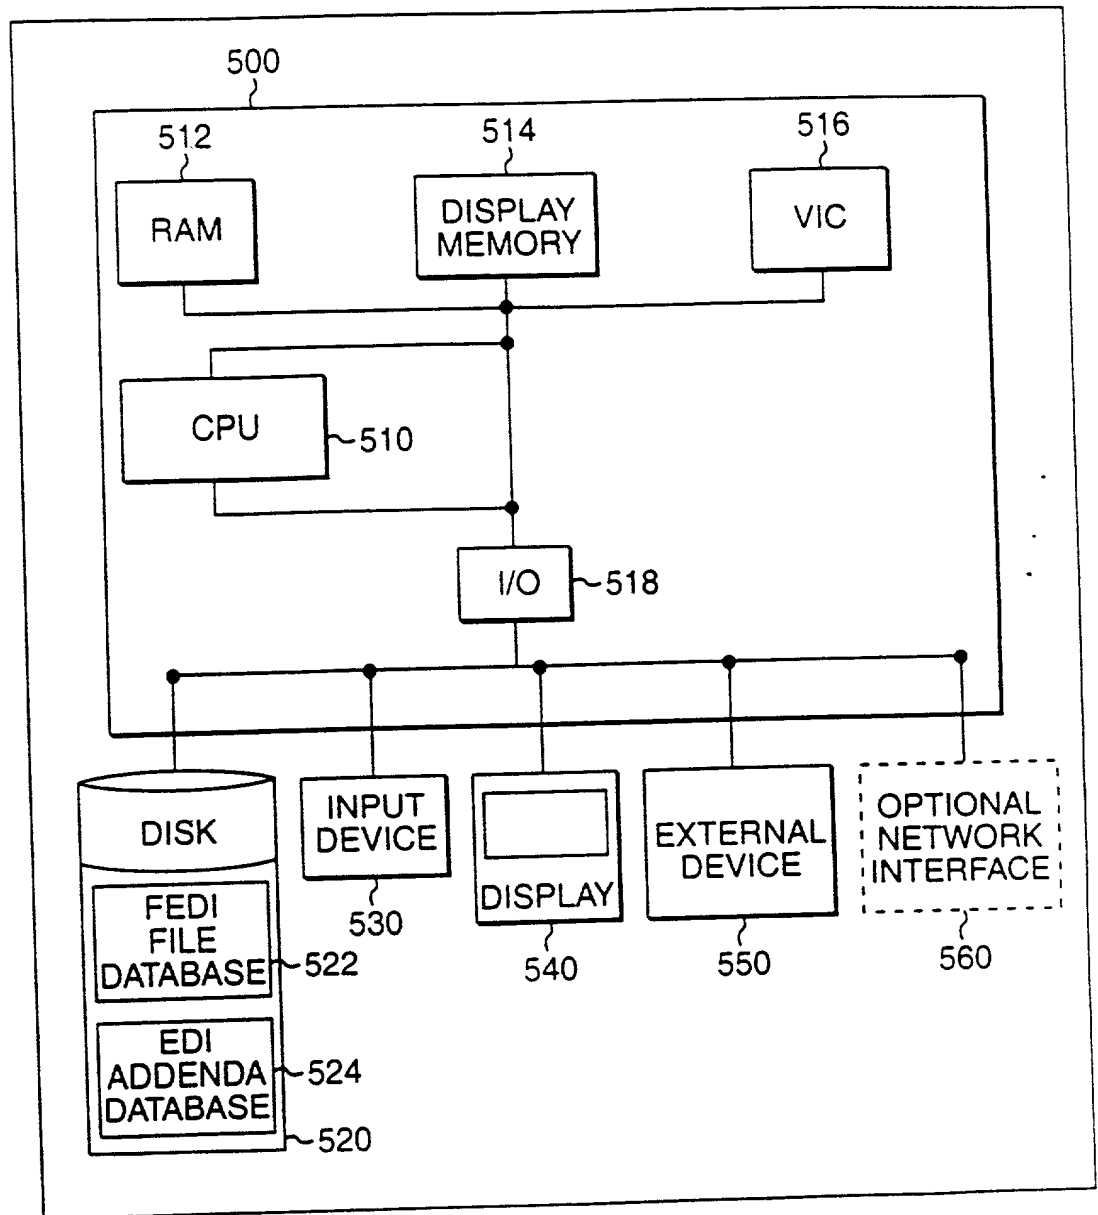 500
512
514
516
RAM
DISPLAY
MEMORY
VIC
CPU
510
I/O
518
DISK
INPUT
DEVICE
530
DISPLAY
540
EXTERNAL
DEVICE
550
OPTIONAL
NETWORK
INTERFACE
560
FEDI
FILE
DATABASE
522
EDI
ADDENDA
DATABASE
524
520